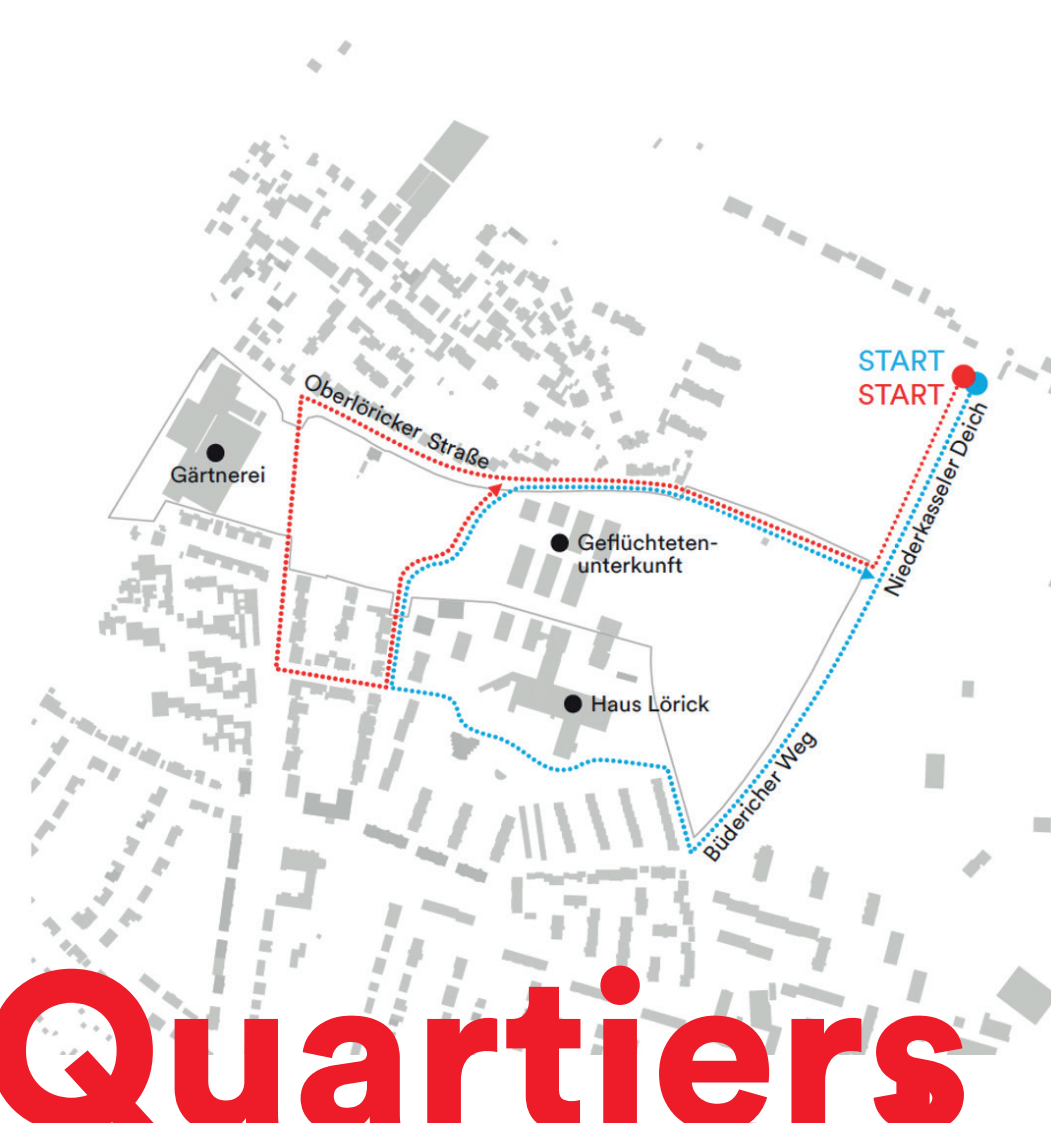 START
START
Niederkasseler Deich
Oberlöricker Straße
Gärtnerei
Geflüchteten-
unterkunft
Haus Lörick
Büdericher Weg
Quartiers